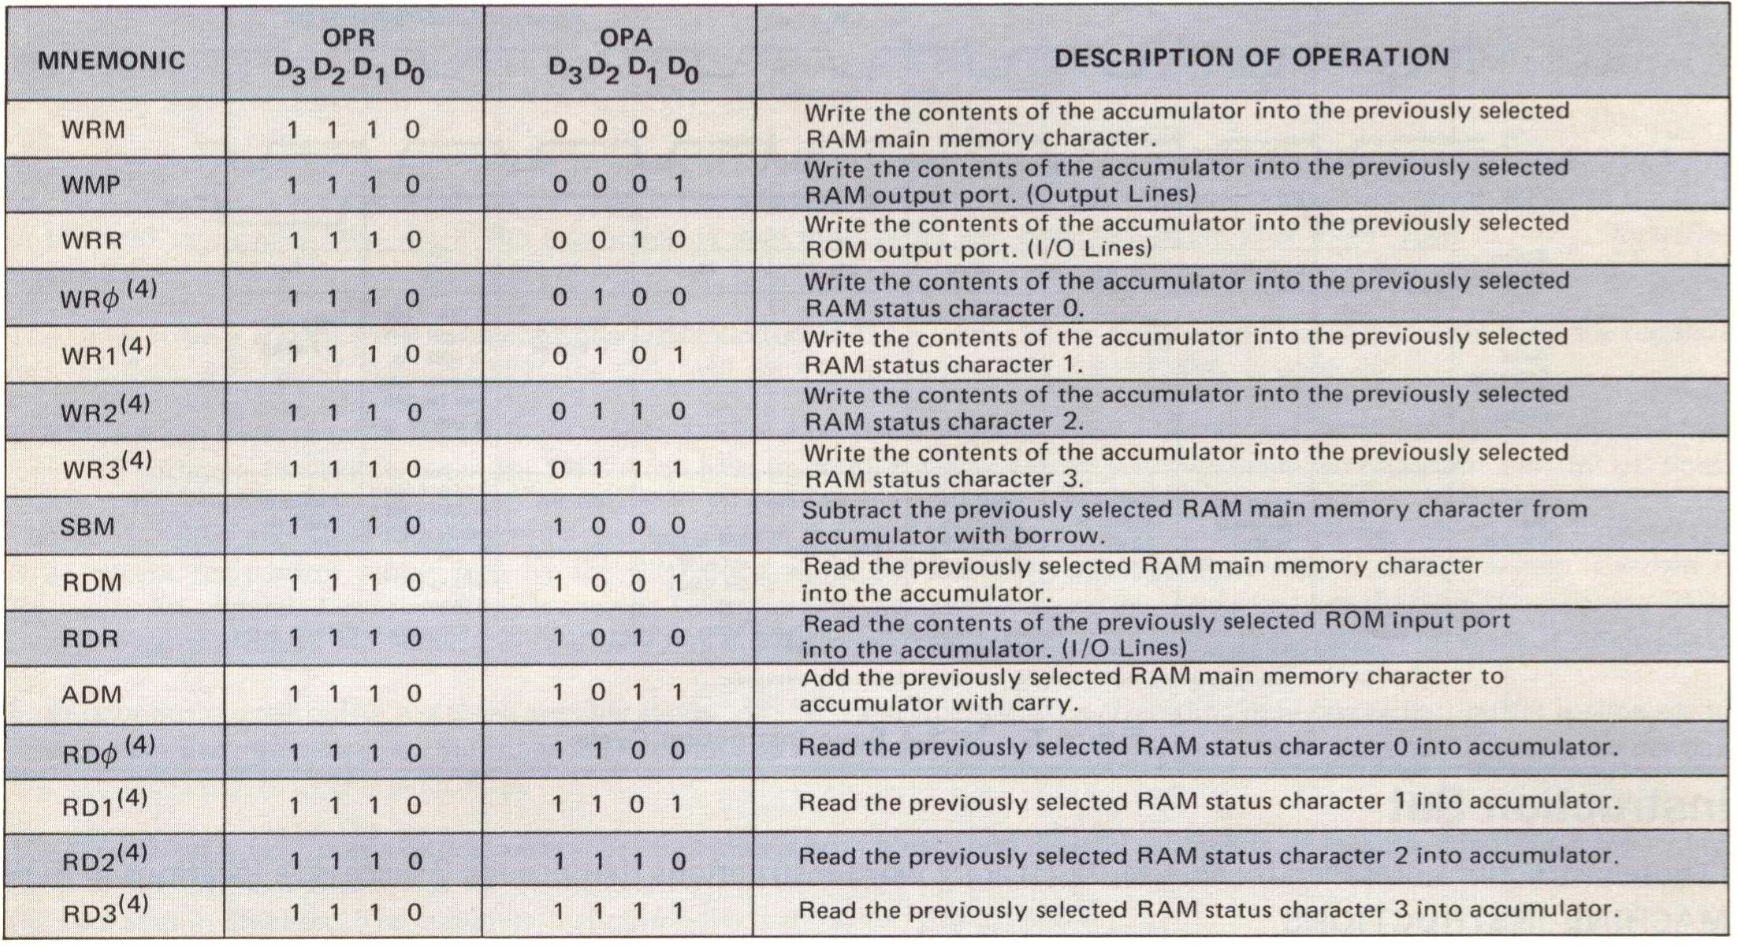 MNEMONIC OPR D3 D2 D1 D0 OPA D3 D2 D1 D0 DESCRIPTION OF OPERATION
WRM 1 1 1 0 0 0 0 0 Write the contents of the accumulator into the previously selected
RAM main memory character.
WMP 1 1 1 0 0 0 0 1 Write the contents of the accumulator into the previously selected
RAM output port. (Output Lines)
WRR 1 1 1 0 0 0 1 0 Write the contents of the accumulator into the previously selected
ROM output port. (I/O Lines)
WRϕ(4) 1 1 1 0 0 1 0 0 Write the contents of the accumulator into the previously selected
RAM status character 0.
WR1(4) 1 1 1 0 0 1 0 1 Write the contents of the accumulator into the previously selected
RAM status character 1.
WR2(4) 1 1 1 0 0 1 1 0 Write the contents of the accumulator into the previously selected
RAM status character 2.
WR3(4) 1 1 1 0 0 1 1 1 Write the contents of the accumulator into the previously selected
RAM status character 3.
SBM 1 1 1 0 1 0 0 0 Subtract the previously selected RAM main memory character from
accumulator with borrow.
RDM 1 1 1 0 1 0 0 1 Read the previously selected RAM main memory character
into the accumulator.
RDR 1 1 1 0 1 0 1 0 Read the contents of the previously selected ROM input port
into the accumulator. (I/O Lines)
ADM 1 1 1 0 1 0 1 1 Add the previously selected RAM main memory character to
accumulator with carry.
RDϕ(4) 1 1 1 0 1 1 0 0 Read the previously selected RAM status character 0 into accumulator.
RD1(4) 1 1 1 0 1 1 0 1 Read the previously selected RAM status character 1 into accumulator.
RD2(4) 1 1 1 0 1 1 1 0 Read the previously selected RAM status character 2 into accumulator.
RD3(4) 1 1 1 0 1 1 1 1 Read the previously selected RAM status character 3 into accumulator.